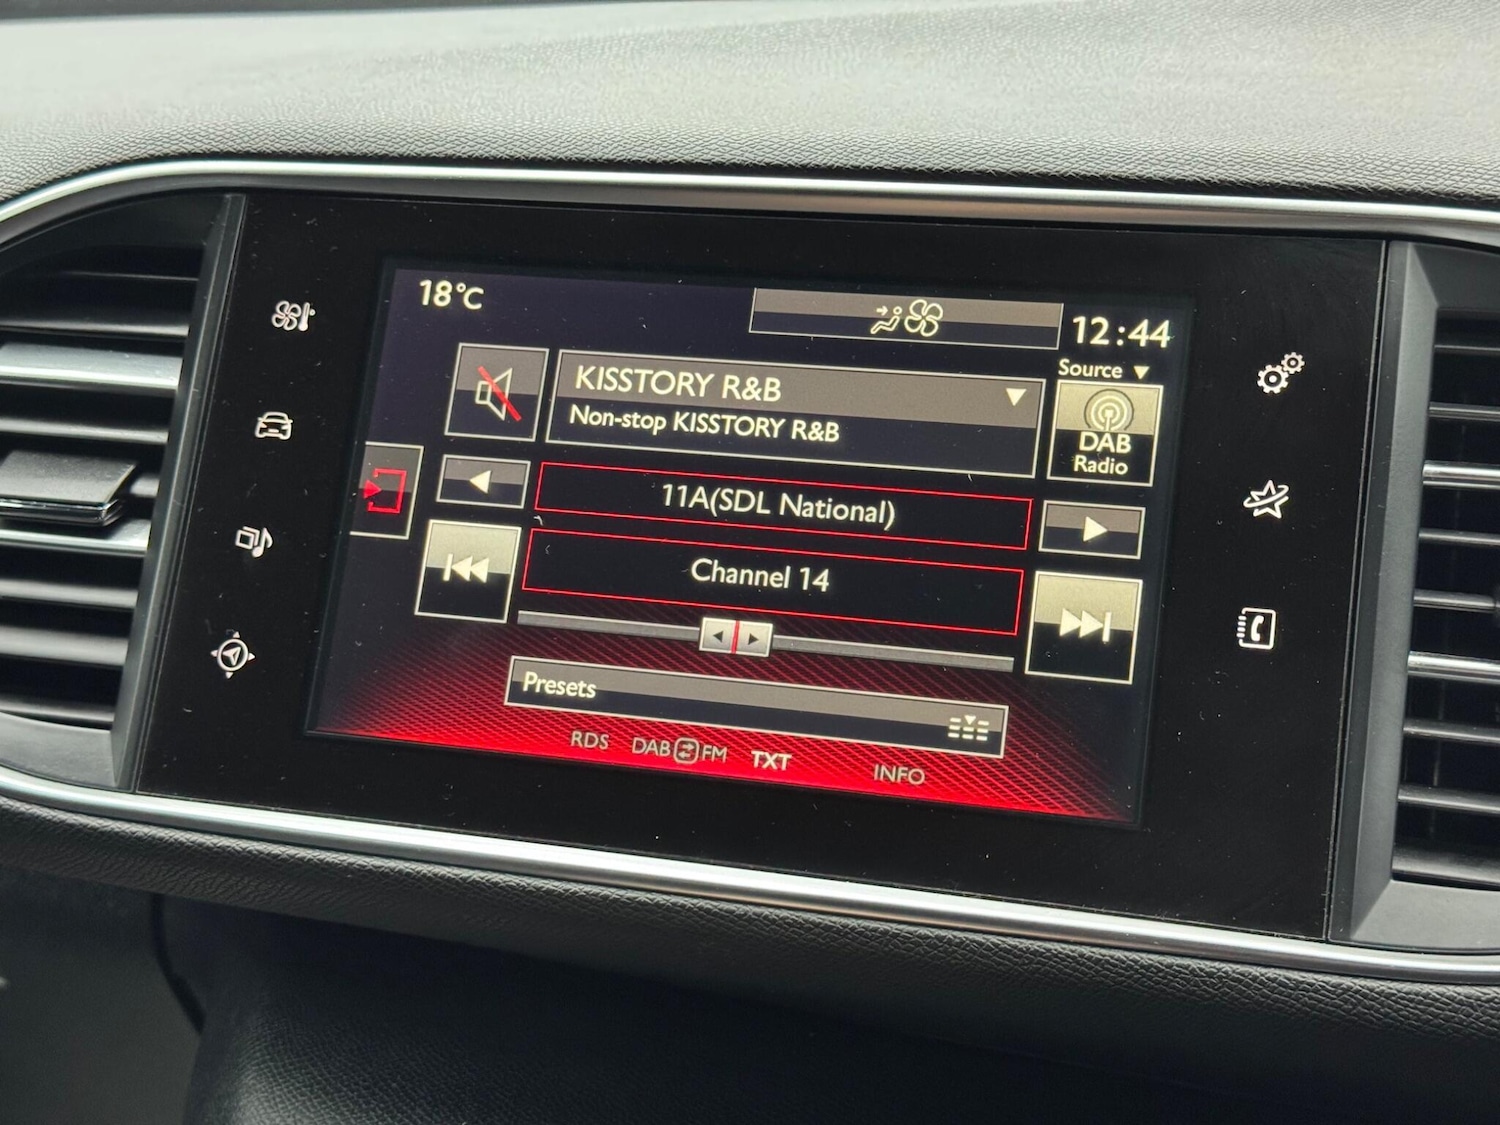 18°C
12:44
Source
KISSTORY R&B
Non-stop KISSTORY R&B
DAB
Radio
11A(SDL National)
Channel 14
Presets
RDS DAB FM TXT INFO